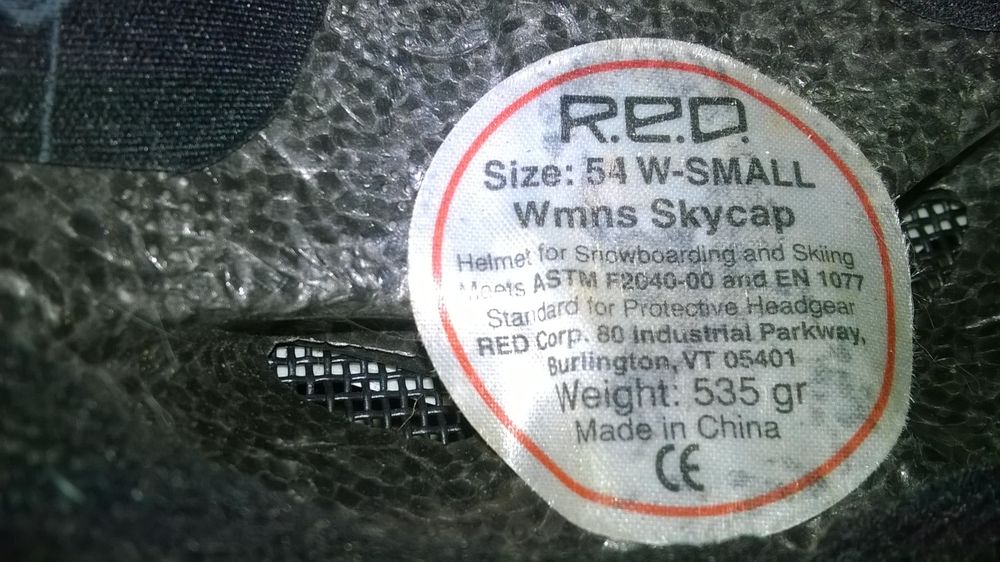 R.E.D.
Size: 54 W-SMALL
Wmns Skycap
Helmet for Snowboarding and Skiing
Meets ASTM F2040-00 and EN 1077
Standard for Protective Headgear
RED Corp. 80 Industrial Parkway,
Burlington, VT 05401
Weight: 535 gr
Made in China
CE